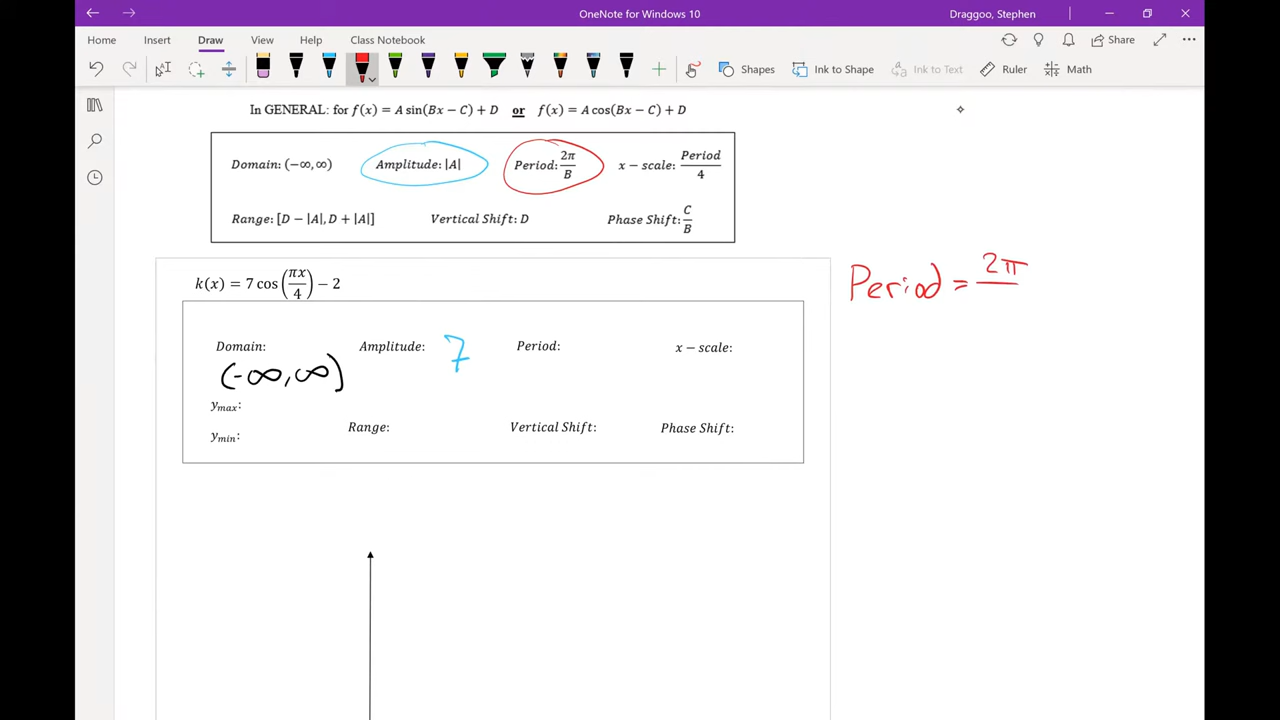 OneNote for Windows 10
Draggoo, Stephen
Home Insert Draw View Help Class Notebook
Share
Shapes Ink to Shape Ink to Text Ruler Math
In GENERAL: for f(x) = A sin(Bx − C) + D or f(x) = A cos(Bx − C) + D
Domain: (−∞, ∞) Amplitude: |A| Period: 2π/B x − scale: Period/4
Range: [D − |A|, D + |A|] Vertical Shift: D Phase Shift: C/B
k(x) = 7 cos(πx/4) − 2
Period = 2π
Domain: Amplitude: 7 Period: x − scale:
(-∞, ∞)
y_max:
Range: Vertical Shift: Phase Shift:
y_min: